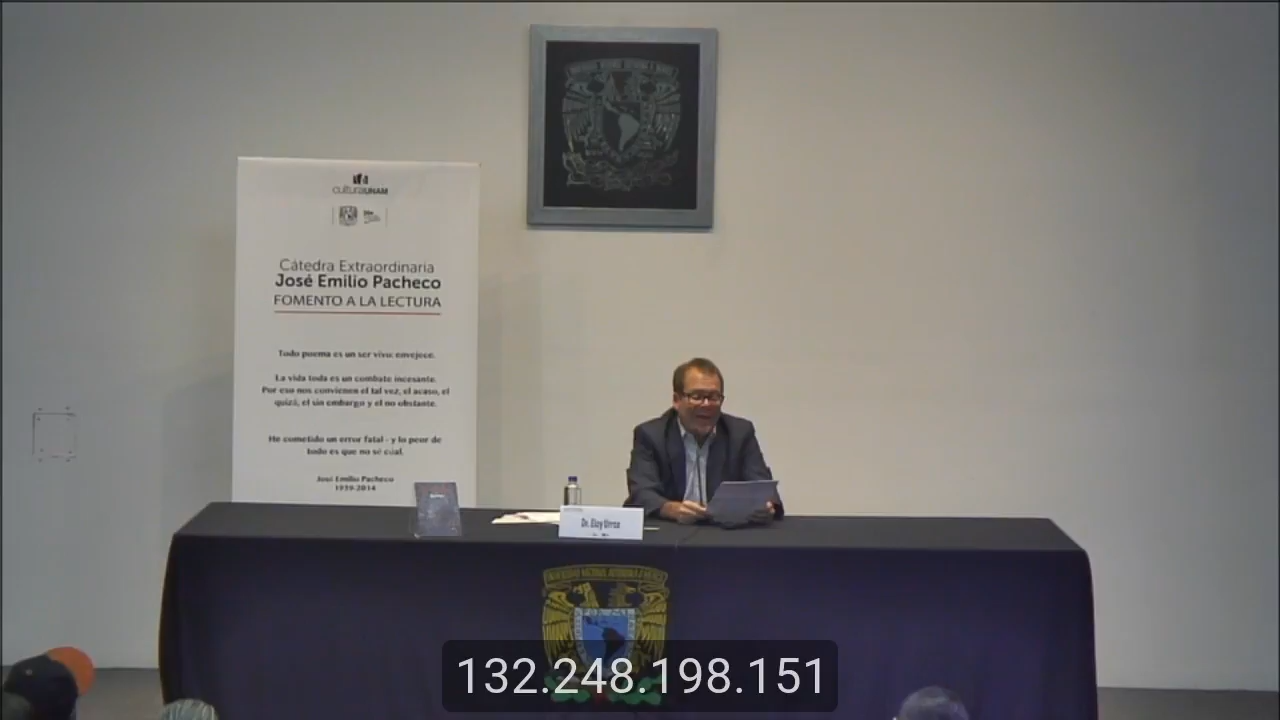 culturaUNAM
Cátedra Extraordinaria
José Emilio Pacheco
FOMENTO A LA LECTURA
Todo poema es un ser vivo: envejece.
La vida toda es un combate incesante.
Por eso nos convienen el tal vez, el acaso, el
quizá, el sin embargo y el no obstante.
He cometido un error fatal - y lo peor de
todo es que no sé cuál.
José Emilio Pacheco
1939-2014
Dr. Eloy Urroz
132.248.198.151